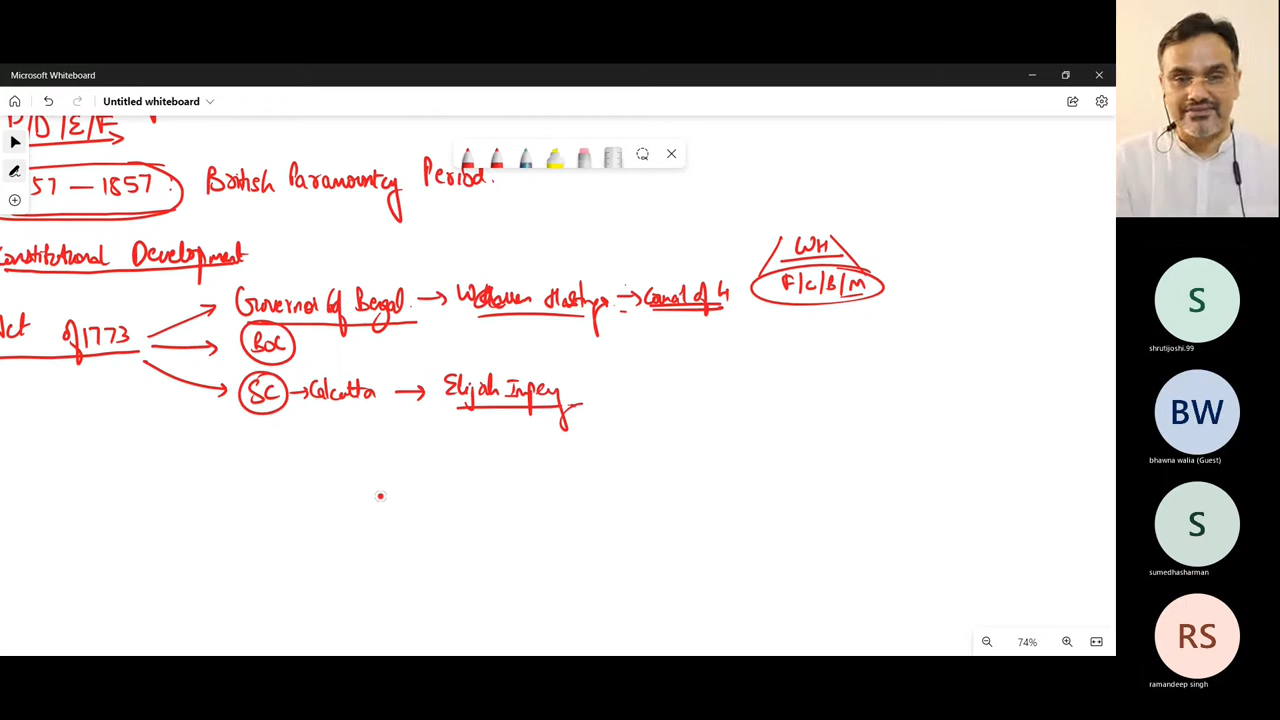 Microsoft Whiteboard
Untitled whiteboard
P/D/E/F
57 — 1857. British Paramountcy Period.
Constitutional Development
WH
Governor G of Bengal. → Warren Hastings → Council of 4 F/C/B/M
Act of 1773
BOC
SC → Calcutta → Elijah Impey
74%
S
shrutijoshi.99
BW
bhawna walia (Guest)
S
sumedhasharman
RS
ramandeep singh